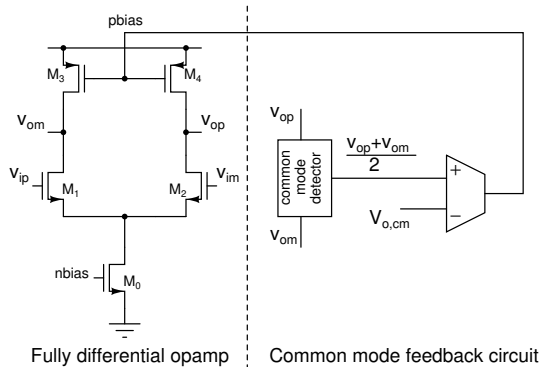 pbias
M3
M4
vom
vop
vip
M1
M2
vim
nbias
M0
Fully differential opamp
vop
common
mode
detector
vom
vop+vom
2
+
Vo,cm
−
Common mode feedback circuit